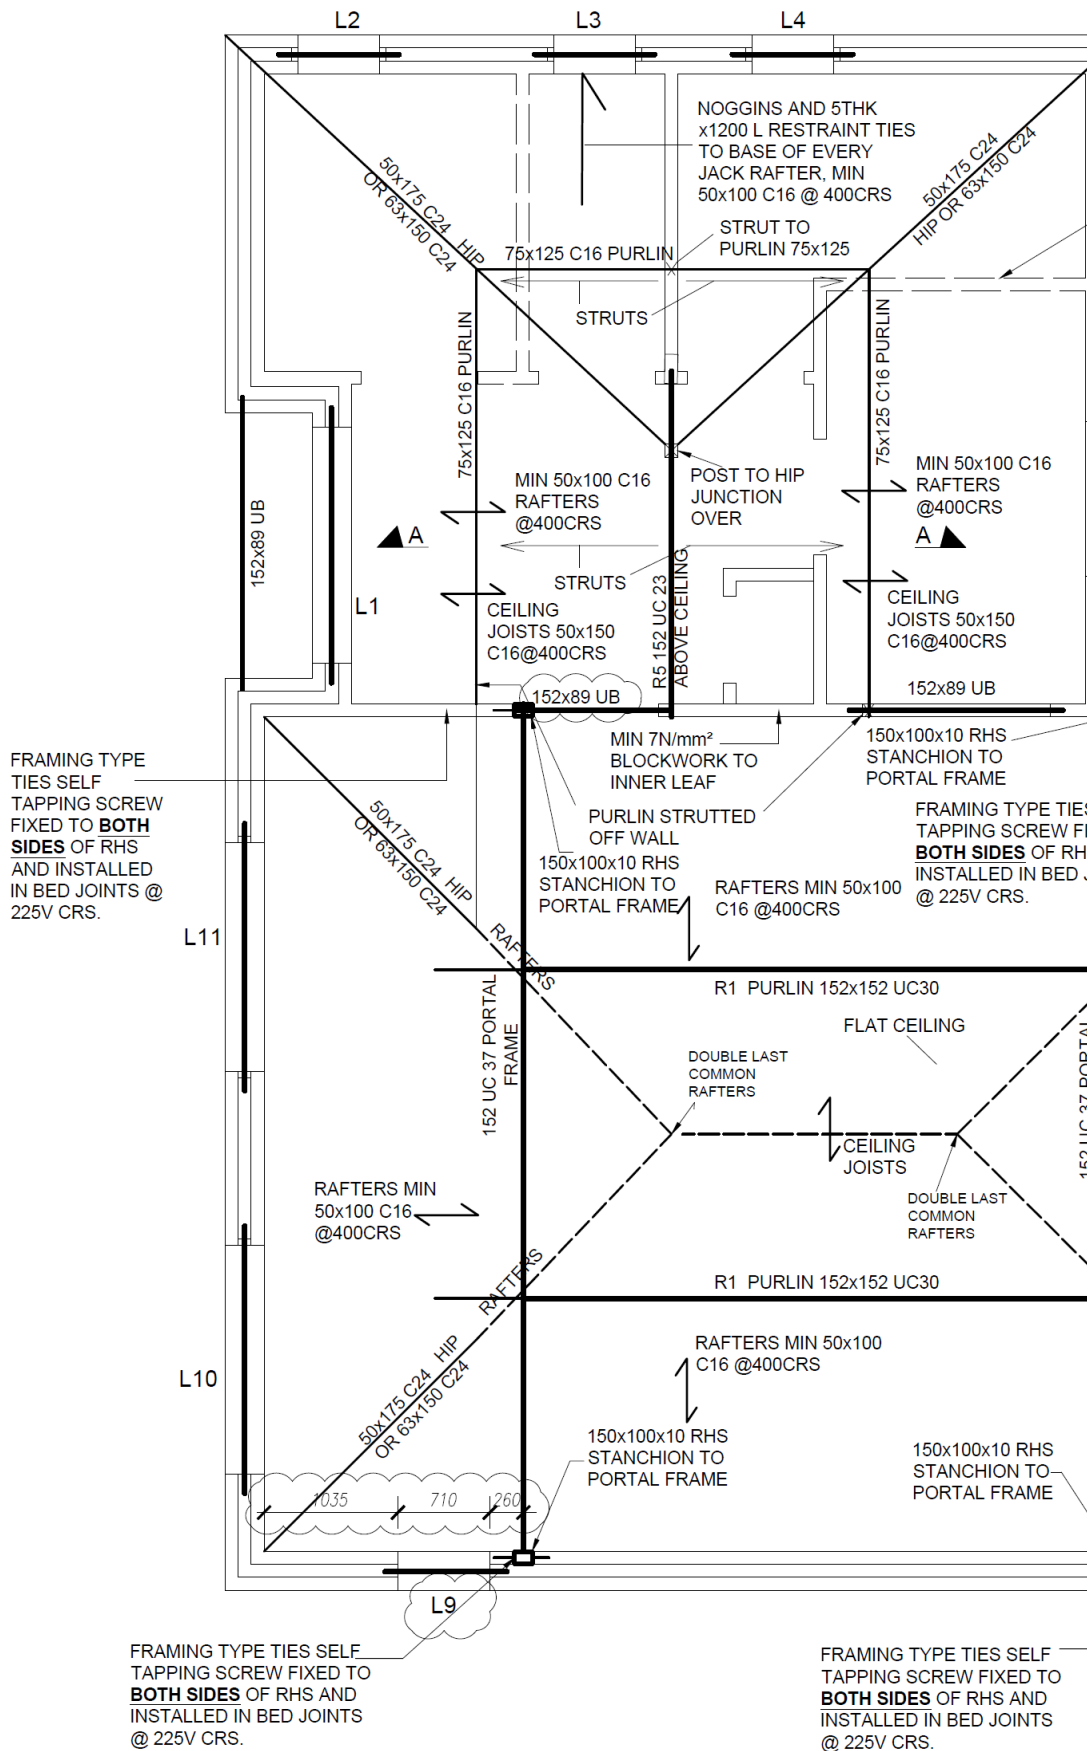 L2
L3
L4
NOGGINS AND 5THK
x1200 L RESTRAINT TIES
TO BASE OF EVERY
JACK RAFTER, MIN
50x100 C16 @ 400CRS
50x175 C24 HIP
OR 63x150 C24
50x175 C24
HIP OR 63x150 C24
STRUT TO
PURLIN 75x125
75x125 C16 PURLIN
STRUTS
75x125 C16 PURLIN
75x125 C16 PURLIN
MIN 50x100 C16
RAFTERS
@400CRS
POST TO HIP
JUNCTION
OVER
MIN 50x100 C16
RAFTERS
@400CRS
152x89 UB
A
A
STRUTS
L1
CEILING
JOISTS 50x150
C16@400CRS
R5 152 UC 23
ABOVE CEILING
CEILING
JOISTS 50x150
C16@400CRS
152x89 UB
152x89 UB
MIN 7N/mm²
BLOCKWORK TO
INNER LEAF
150x100x10 RHS
STANCHION TO
PORTAL FRAME
FRAMING TYPE
TIES SELF
TAPPING SCREW
FIXED TO BOTH
SIDES OF RHS
AND INSTALLED
IN BED JOINTS @
225V CRS.
PURLIN STRUTTED
OFF WALL
FRAMING TYPE TIES
TAPPING SCREW FI
BOTH SIDES OF RH
INSTALLED IN BED J
@ 225V CRS.
50x175 C24 HIP
OR 63x150 C24
150x100x10 RHS
STANCHION TO
PORTAL FRAME
RAFTERS MIN 50x100
C16 @400CRS
L11
RAFTERS
R1 PURLIN 152x152 UC30
152 UC 37 PORTAL
FRAME
FLAT CEILING
152 UC 37 PORTAL
DOUBLE LAST
COMMON
RAFTERS
CEILING
JOISTS
RAFTERS MIN
50x100 C16
@400CRS
DOUBLE LAST
COMMON
RAFTERS
RAFTERS
R1 PURLIN 152x152 UC30
L10
50x175 C24 HIP
OR 63x150 C24
RAFTERS MIN 50x100
C16 @400CRS
150x100x10 RHS
STANCHION TO
PORTAL FRAME
150x100x10 RHS
STANCHION TO
PORTAL FRAME
1035
710
260
L9
FRAMING TYPE TIES SELF
TAPPING SCREW FIXED TO
BOTH SIDES OF RHS AND
INSTALLED IN BED JOINTS
@ 225V CRS.
FRAMING TYPE TIES SELF
TAPPING SCREW FIXED TO
BOTH SIDES OF RHS AND
INSTALLED IN BED JOINTS
@ 225V CRS.